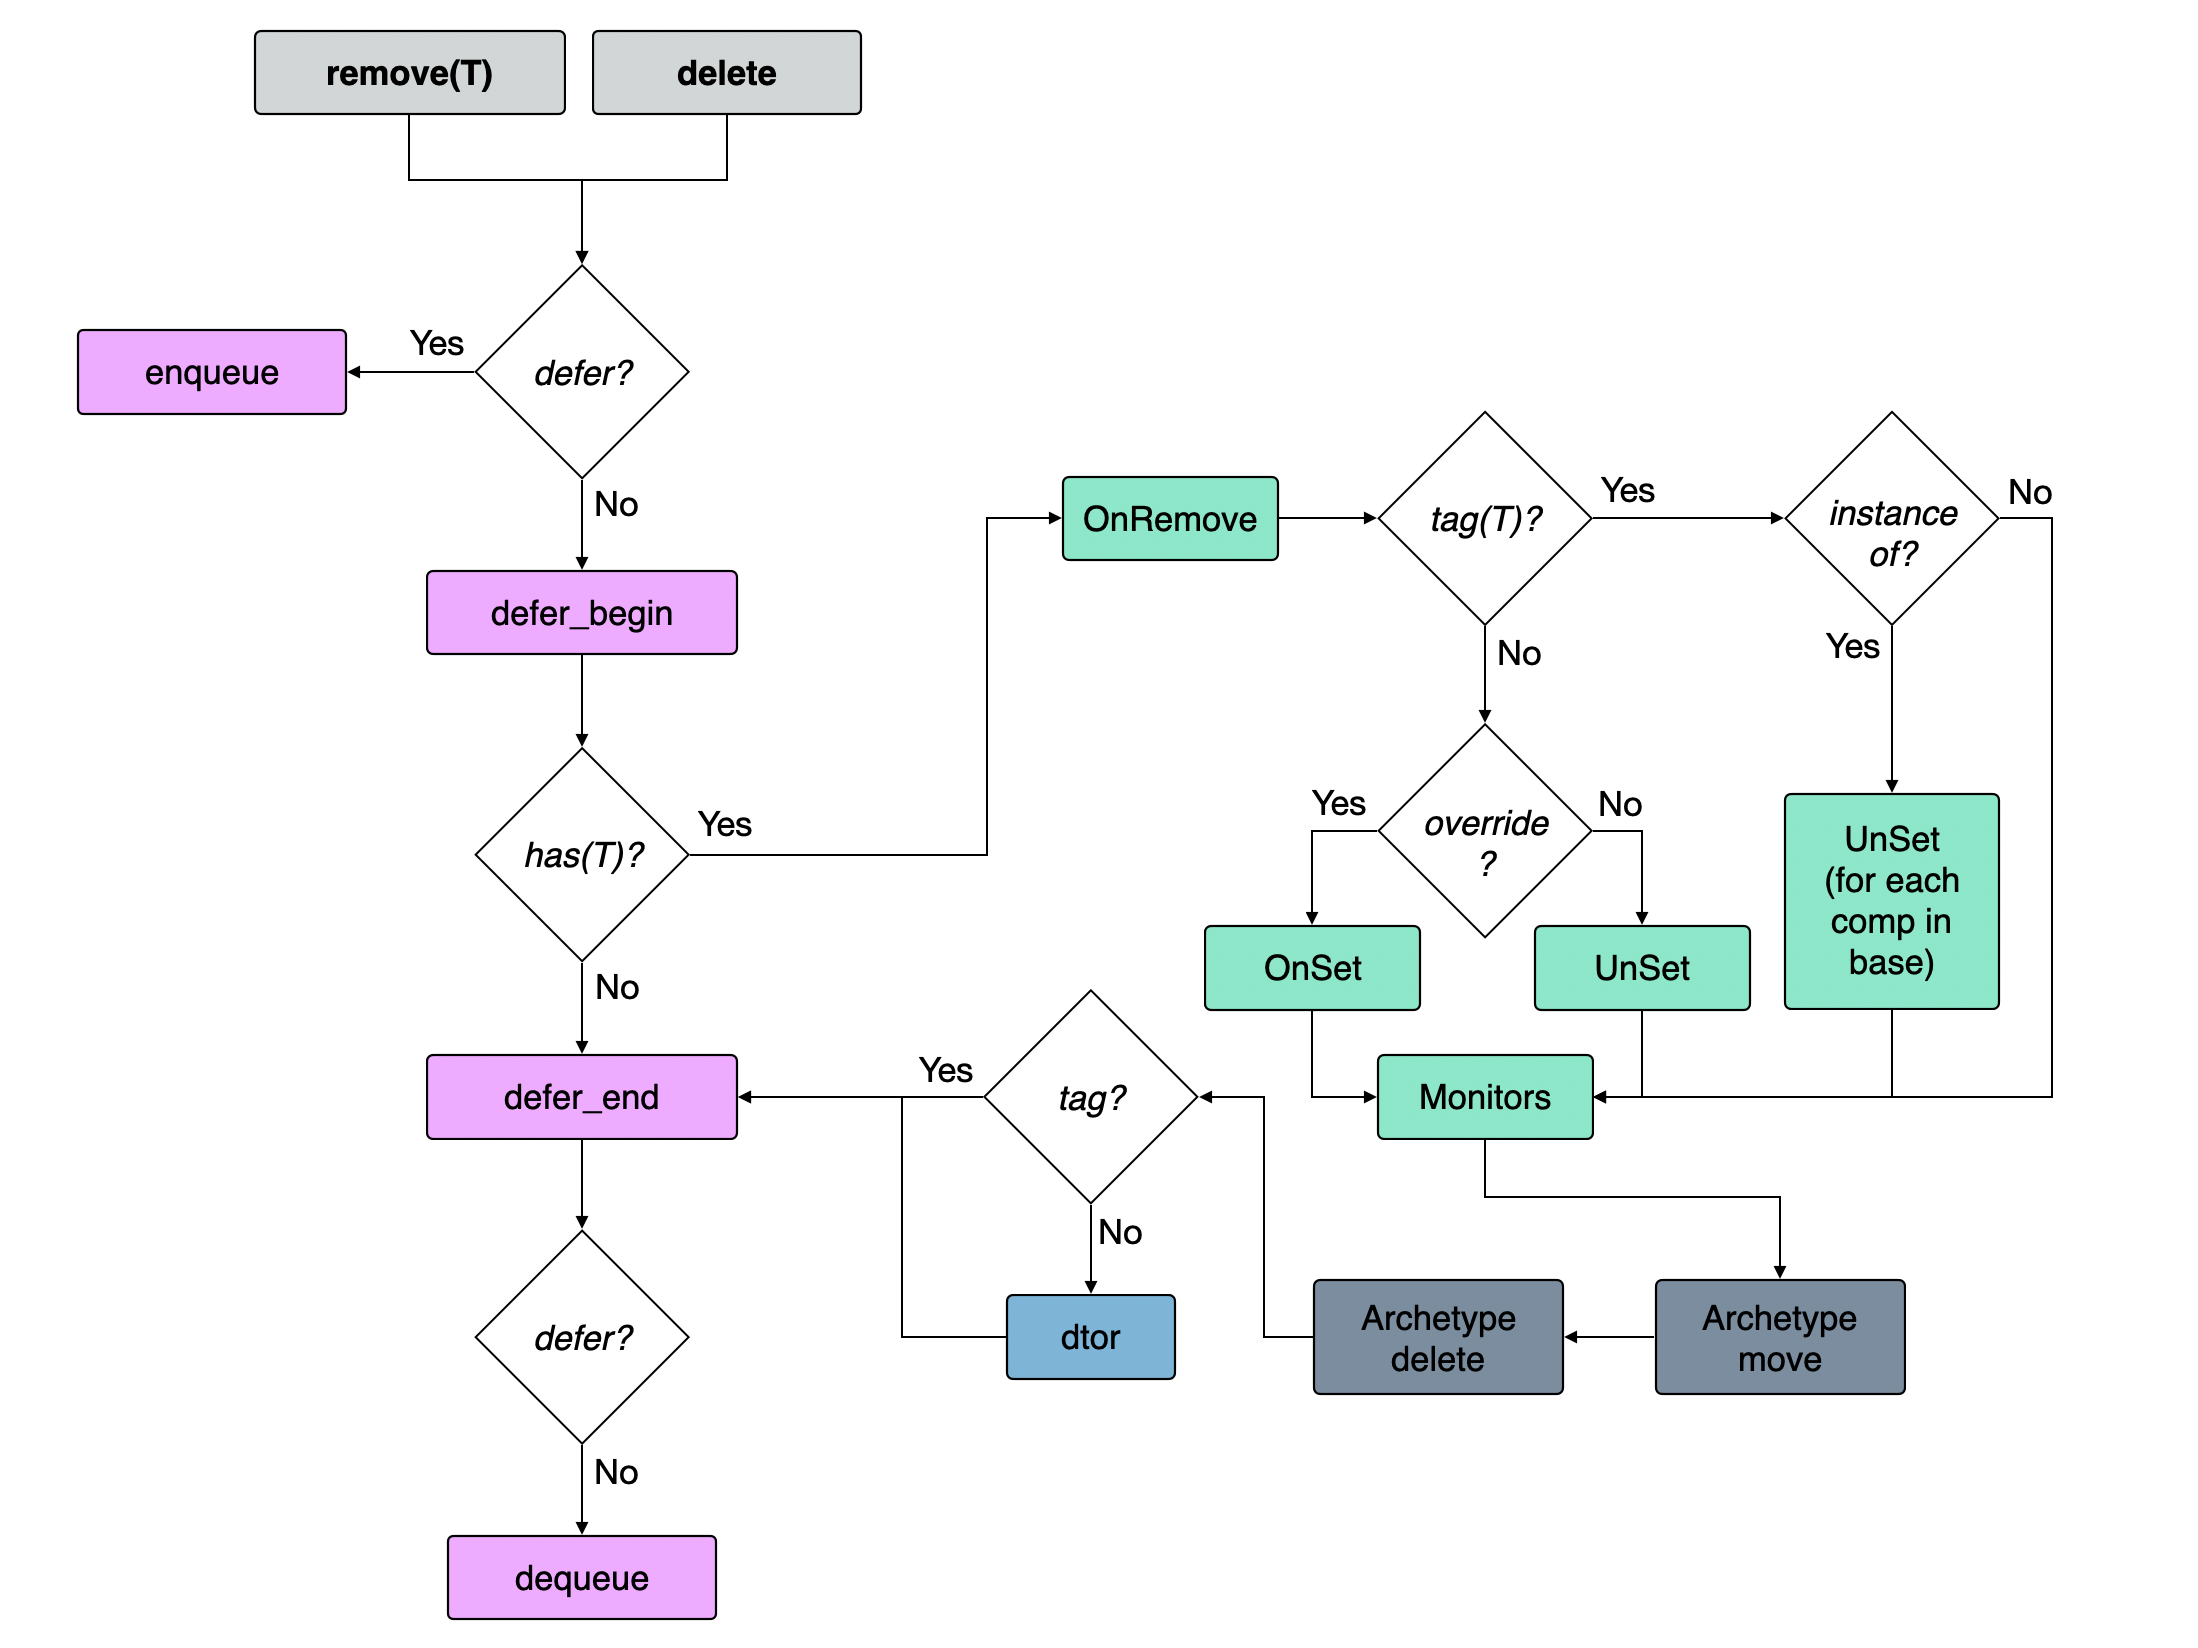 remove(T)
delete
defer?
Yes
enqueue
No
defer_begin
has(T)?
Yes
No
OnRemove
tag(T)?
Yes
No
instance
of?
No
Yes
override
?
Yes
No
OnSet
UnSet
UnSet
(for each
comp in
base)
Monitors
Archetype
move
Archetype
delete
tag?
Yes
No
dtor
defer_end
defer?
No
dequeue